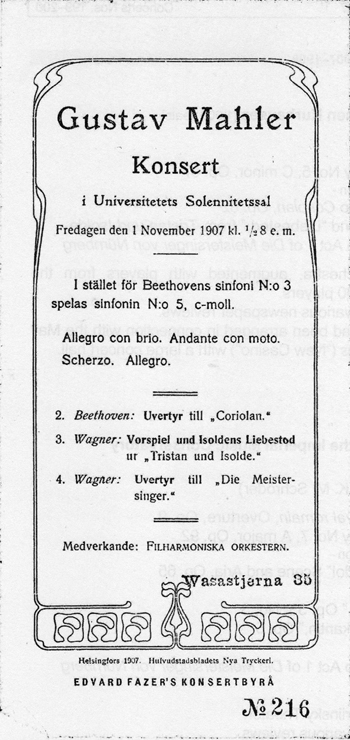 Gustav Mahler
Konsert
i Universitetets Solennitetssal
Fredagen den 1 November 1907 kl. 1/2 8 e. m.
I stället för Beethovens sinfoni N:o 3
spelas sinfonin N:o 5, c-moll.
Allegro con brio. Andante con moto.
Scherzo. Allegro.
2. Beethoven: Uvertyr till „Coriolan.“
3. Wagner: Vorspiel und Isoldens Liebestod
ur „Tristan und Isolde.“
4. Wagner: Uvertyr till „Die Meister-
singer.“
Medverkande: FILHARMONISKA ORKESTERN.
Wasastjerna 35
Helsingfors 1907. Hufvudstadsbladets Nya Tryckeri.
EDVARD FAZER'S KONSERTBYRÅ
№ 216